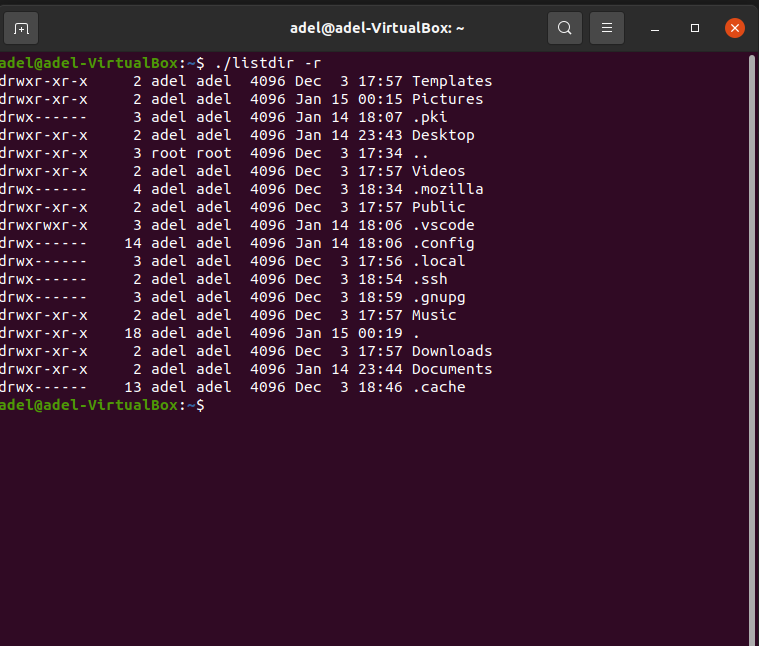 adel@adel-VirtualBox: ~
adel@adel-VirtualBox:~$ ./listdir -r
drwxr-xr-x     2 adel adel  4096 Dec  3 17:57 Templates
drwxr-xr-x     2 adel adel  4096 Jan 15 00:15 Pictures
drwx------     3 adel adel  4096 Jan 14 18:07 .pki
drwxr-xr-x     2 adel adel  4096 Jan 14 23:43 Desktop
drwxr-xr-x     3 root root  4096 Dec  3 17:34 ..
drwxr-xr-x     2 adel adel  4096 Dec  3 17:57 Videos
drwx------     4 adel adel  4096 Dec  3 18:34 .mozilla
drwxr-xr-x     2 adel adel  4096 Dec  3 17:57 Public
drwxrwxr-x     3 adel adel  4096 Jan 14 18:06 .vscode
drwx------    14 adel adel  4096 Jan 14 18:06 .config
drwx------     3 adel adel  4096 Dec  3 17:56 .local
drwx------     2 adel adel  4096 Dec  3 18:54 .ssh
drwx------     3 adel adel  4096 Dec  3 18:59 .gnupg
drwxr-xr-x     2 adel adel  4096 Dec  3 17:57 Music
drwxr-xr-x    18 adel adel  4096 Jan 15 00:19 .
drwxr-xr-x     2 adel adel  4096 Dec  3 17:57 Downloads
drwxr-xr-x     2 adel adel  4096 Jan 14 23:44 Documents
drwx------    13 adel adel  4096 Dec  3 18:46 .cache
adel@adel-VirtualBox:~$